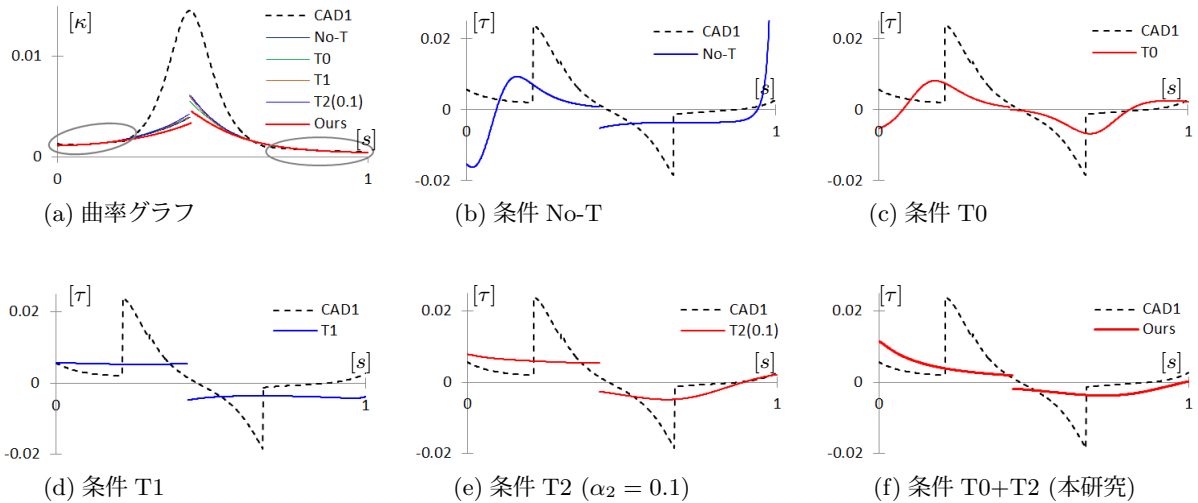 [κ]
0.01
0
0
1
[s]
CAD1
No-T
T0
T1
T2(0.1)
Ours
(a) 曲率グラフ
[τ]
0.02
0
-0.02
0
1
[s]
CAD1
No-T
(b) 条件 No-T
[τ]
0.02
0
-0.02
0
1
[s]
CAD1
T0
(c) 条件 T0
[τ]
0.02
0
-0.02
0
1
[s]
CAD1
T1
(d) 条件 T1
[τ]
0.02
0
-0.02
0
1
[s]
CAD1
T2(0.1)
(e) 条件 T2 (α₂ = 0.1)
[τ]
0.02
0
-0.02
0
1
[s]
CAD1
Ours
(f) 条件 T0+T2 (本研究)